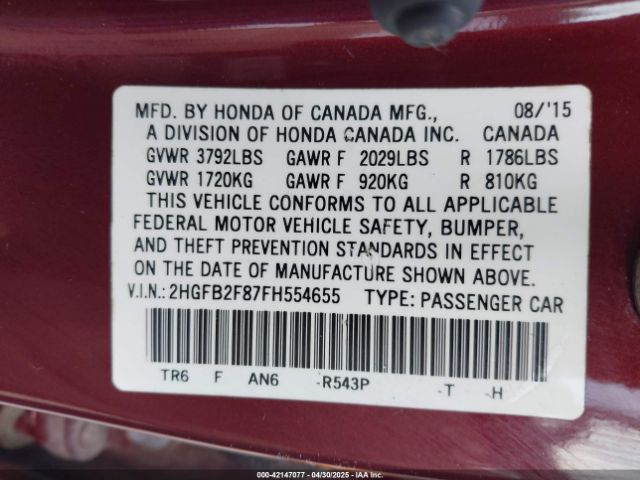 MFD. BY HONDA OF CANADA MFG., 08/'15
A DIVISION OF HONDA CANADA INC. CANADA
GVWR 3792LBS GAWR F 2029LBS R 1786LBS
GVWR 1720KG GAWR F 920KG R 810KG
THIS VEHICLE CONFORMS TO ALL APPLICABLE
FEDERAL MOTOR VEHICLE SAFETY, BUMPER,
AND THEFT PREVENTION STANDARDS IN EFFECT
ON THE DATE OF MANUFACTURE SHOWN ABOVE.
V.I.N.: 2HGFB2F87FH554655 TYPE: PASSENGER CAR
TR6 F AN6 -R543P -T -H
000-42147077 04/30/2025 IAAI.COM